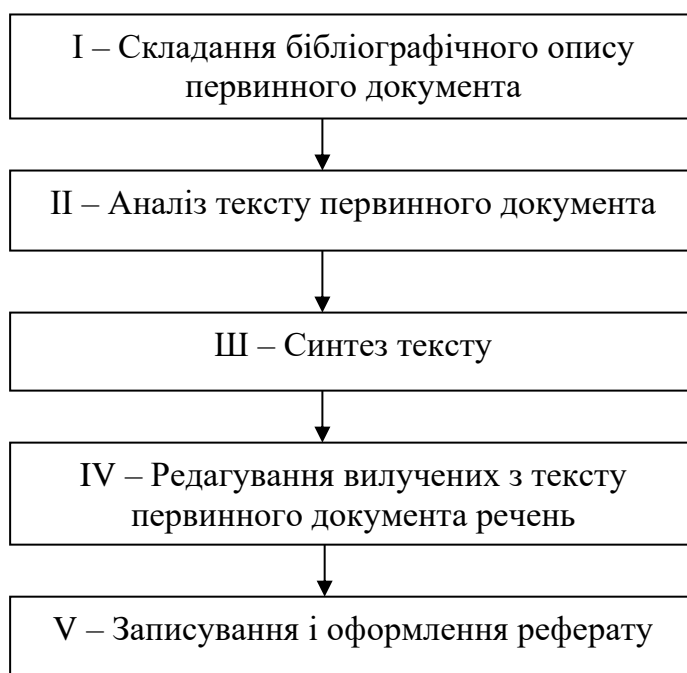 I – Складання бібліографічного опису
первинного документа
II – Аналіз тексту первинного документа
Ш – Синтез тексту
IV – Редагування вилучених з тексту
первинного документа речень
V – Записування і оформлення реферату